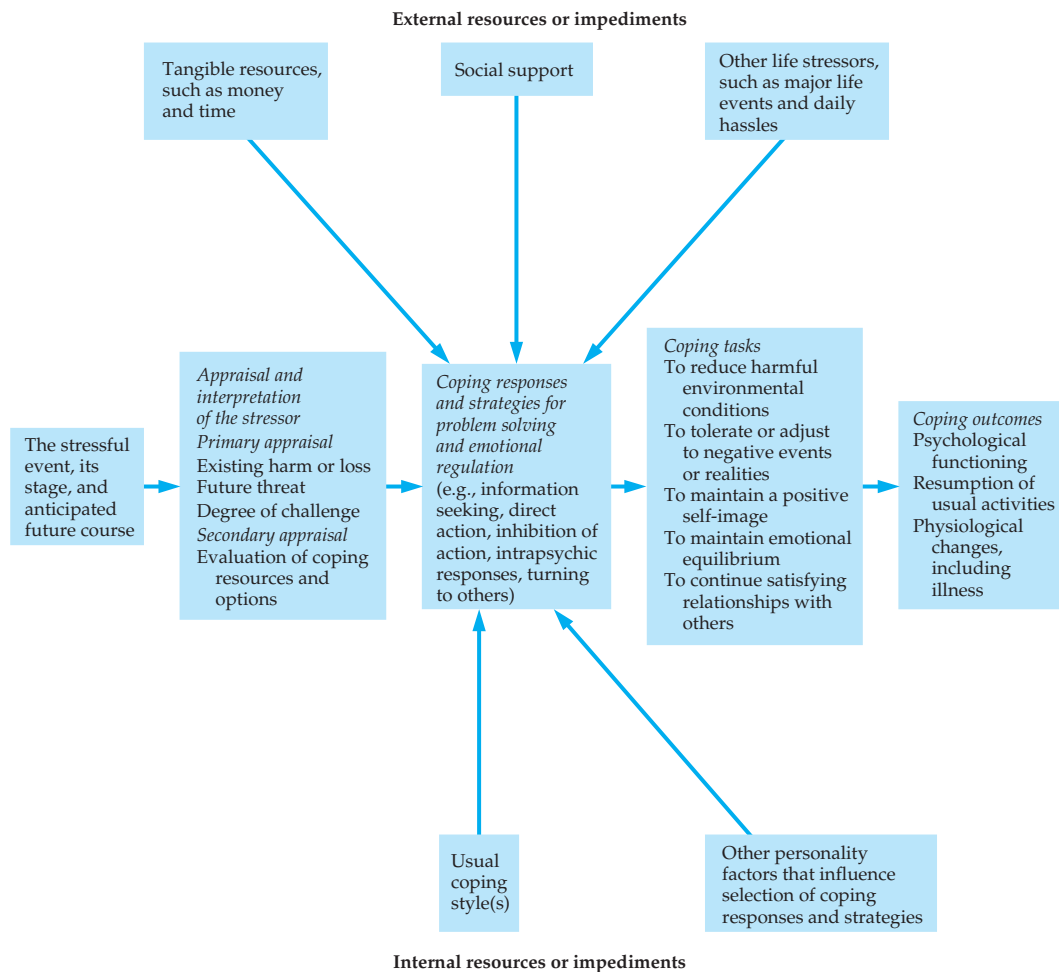 External resources or impediments
Tangible resources,
such as money
and time
Social support
Other life stressors,
such as major life
events and daily
hassles
The stressful
event, its
stage, and
anticipated
future course
Appraisal and
interpretation
of the stressor
Primary appraisal
Existing harm or loss
Future threat
Degree of challenge
Secondary appraisal
Evaluation of coping
resources and
options
Coping responses
and strategies for
problem solving
and emotional
regulation
(e.g., information
seeking, direct
action, inhibition of
action, intrapsychic
responses, turning
to others)
Coping tasks
To reduce harmful
environmental
conditions
To tolerate or adjust
to negative events
or realities
To maintain a positive
self-image
To maintain emotional
equilibrium
To continue satisfying
relationships with
others
Coping outcomes
Psychological
functioning
Resumption of
usual activities
Physiological
changes,
including
illness
Usual
coping
style(s)
Other personality
factors that influence
selection of coping
responses and strategies
Internal resources or impediments